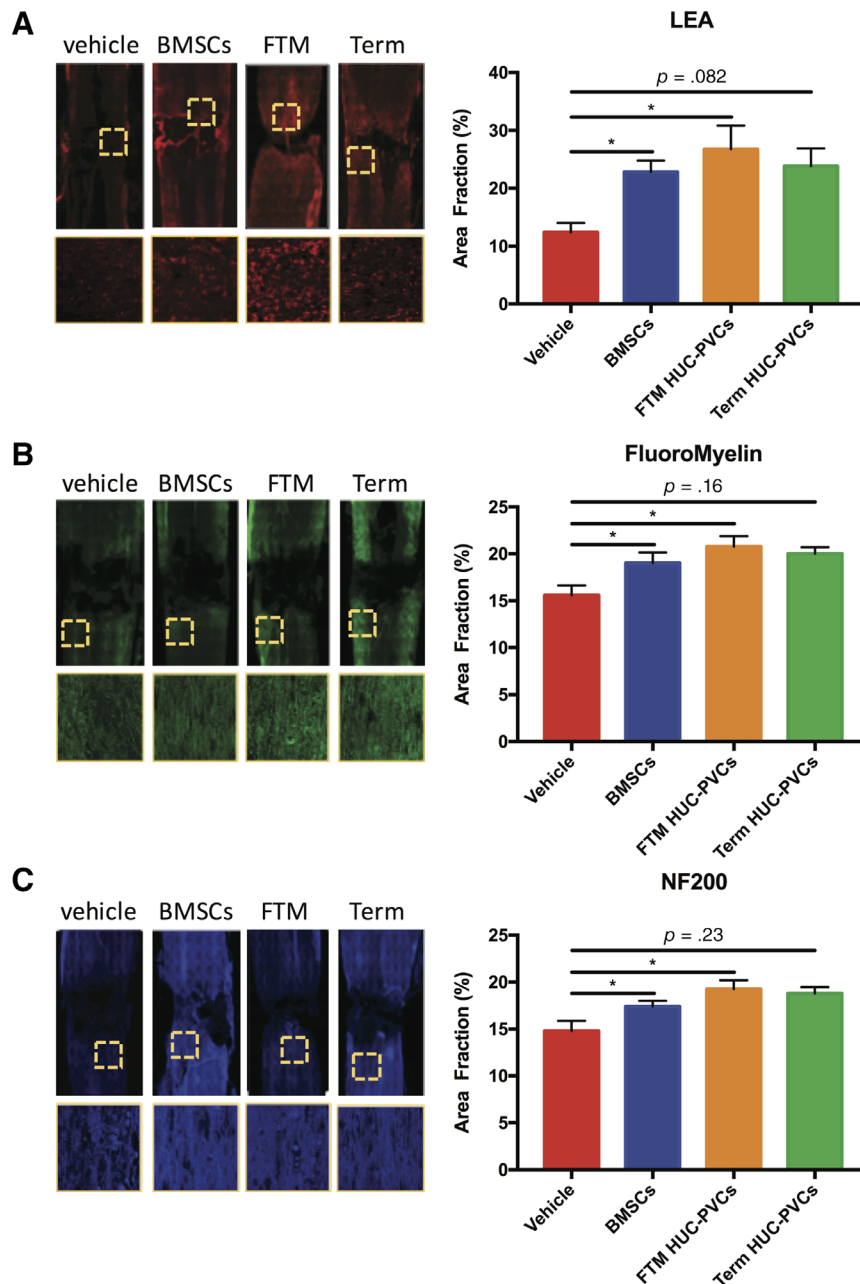 A
vehicle BMSCs FTM Term
LEA
p = .082
*
*
40
30
20
10
0
Area Fraction (%)
Vehicle
BMSCs
FTM HUC-PVCs
Term HUC-PVCs
B
vehicle BMSCs FTM Term
FluoroMyelin
p = .16
*
*
25
20
15
10
5
0
Area Fraction (%)
Vehicle
BMSCs
FTM HUC-PVCs
Term HUC-PVCs
C
vehicle BMSCs FTM Term
NF200
p = .23
*
*
25
20
15
10
5
0
Area Fraction (%)
Vehicle
BMSCs
FTM HUC-PVCs
Term HUC-PVCs